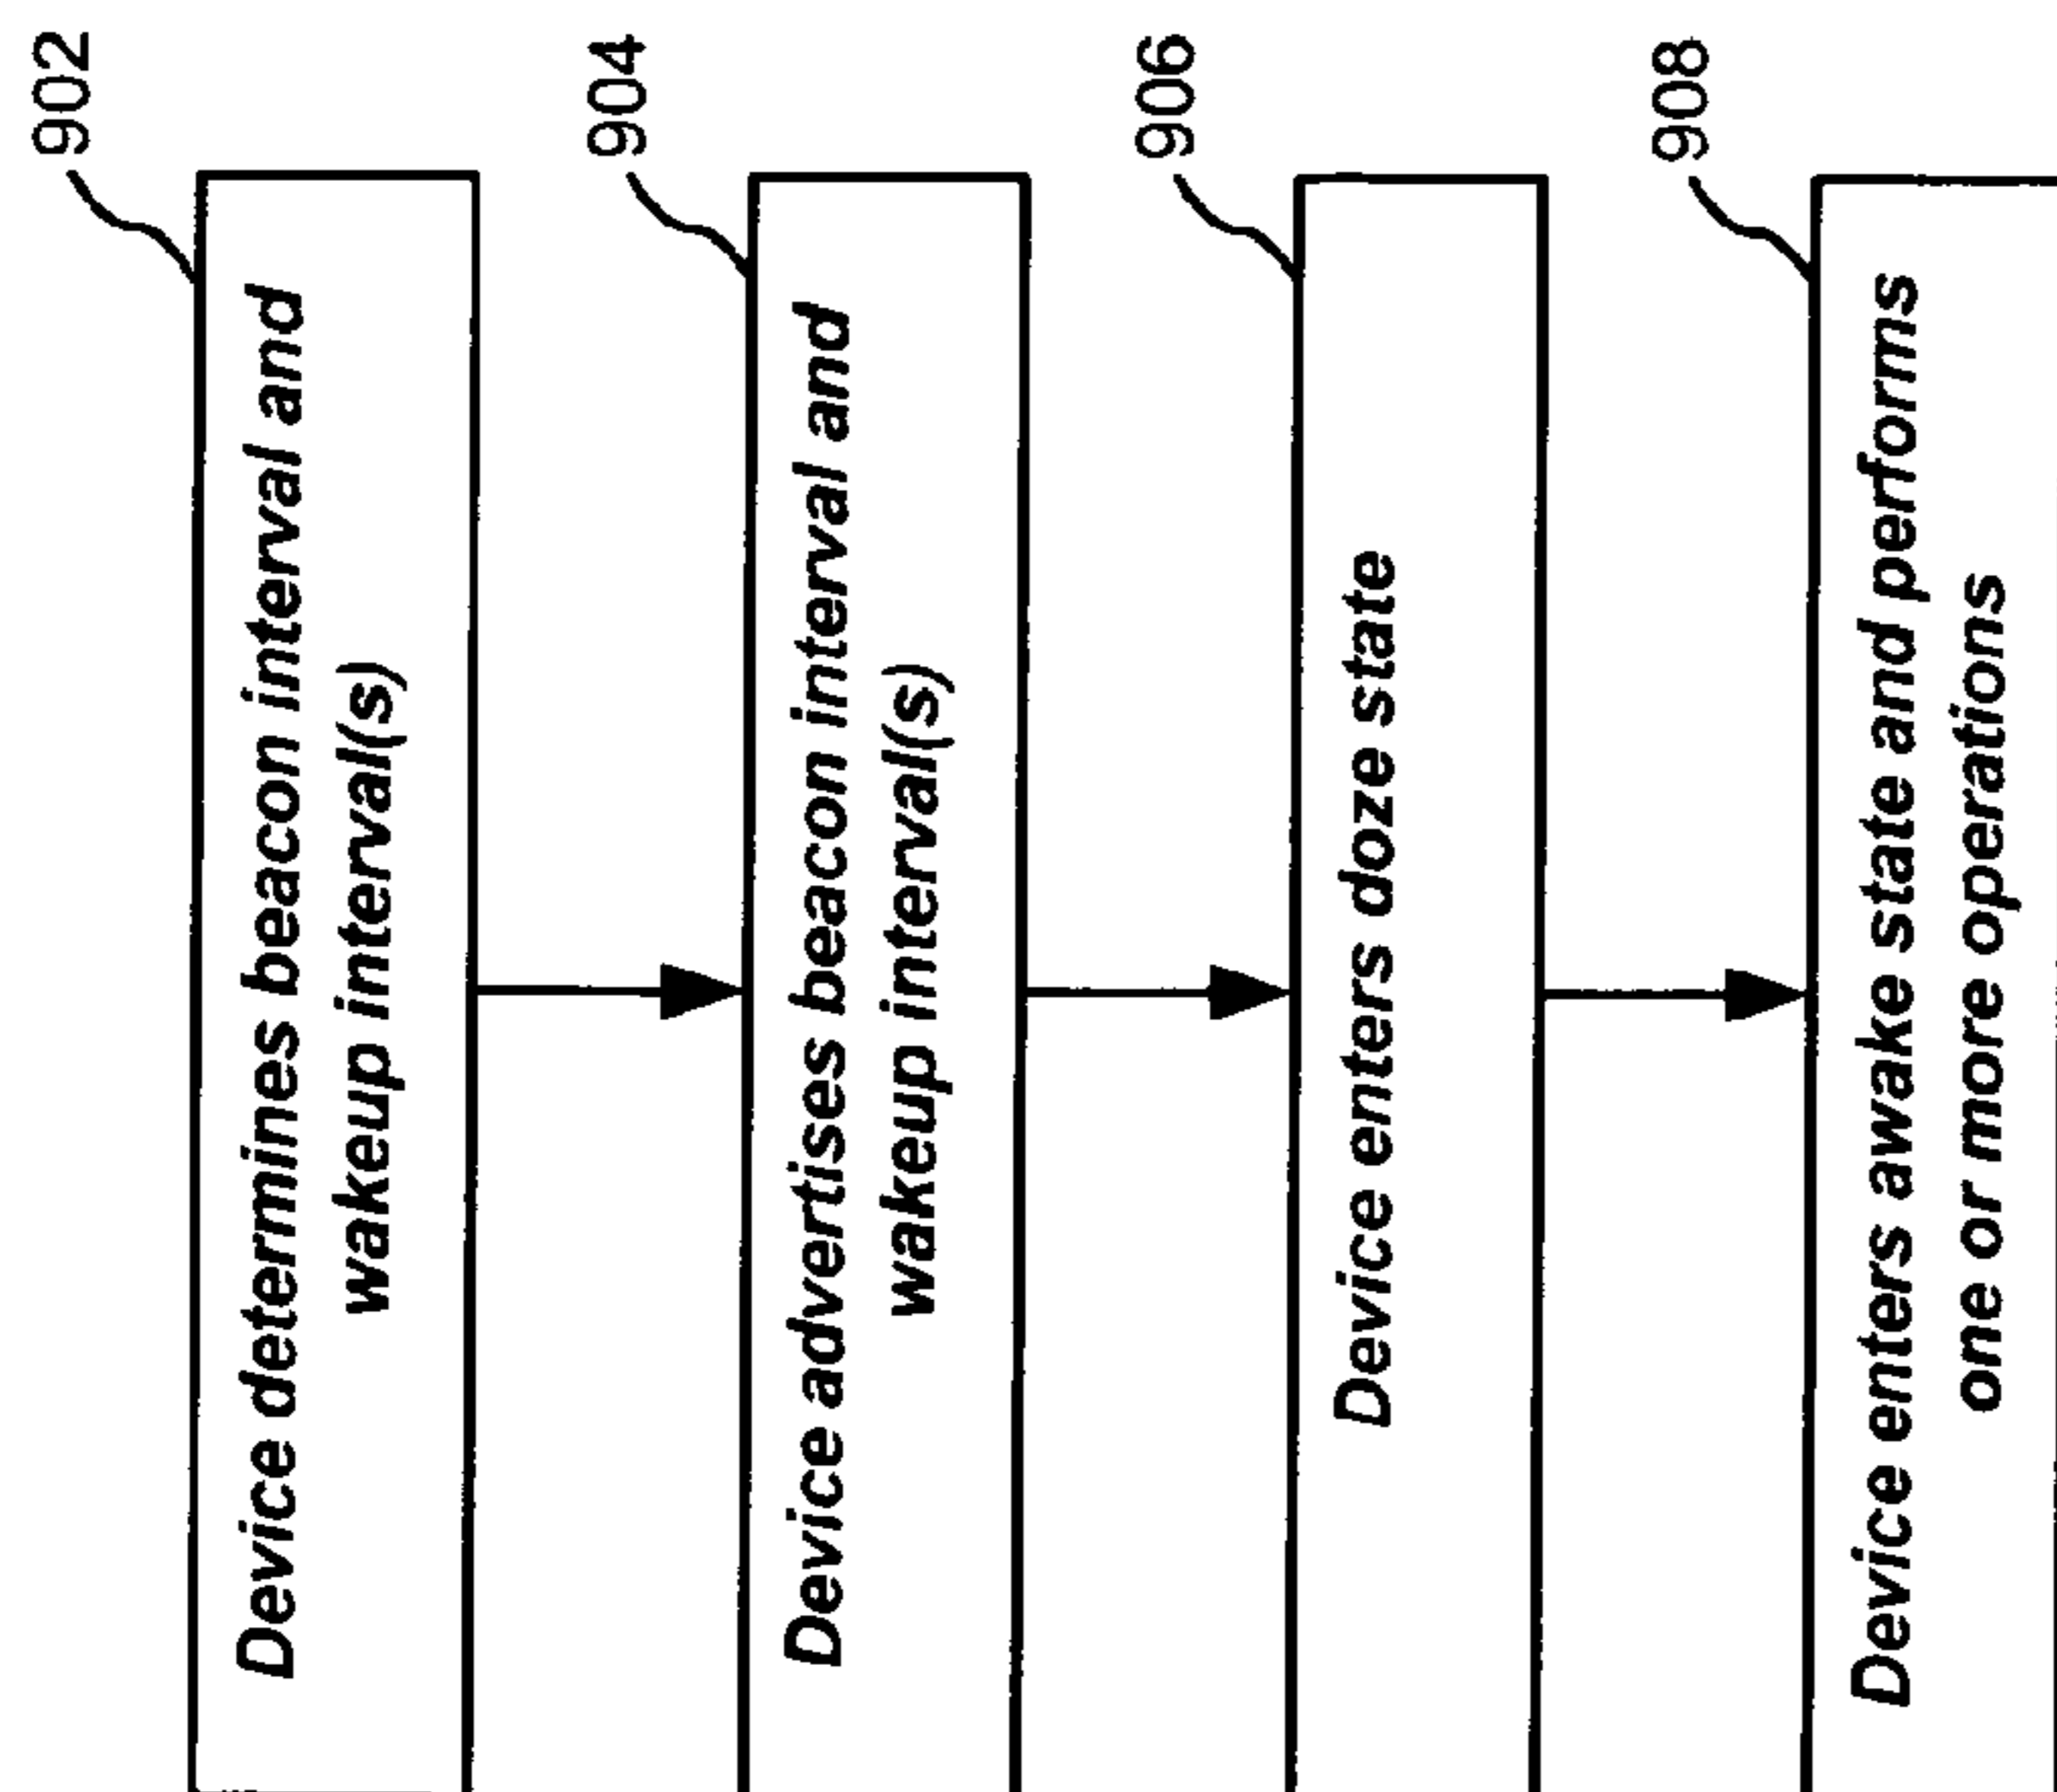 902
Device determines beacon interval and
wakeup interval(s)
904
Device advertises beacon interval and
wakeup interval(s)
906
Device enters doze state
908
Device enters awake state and performs
one or more operations